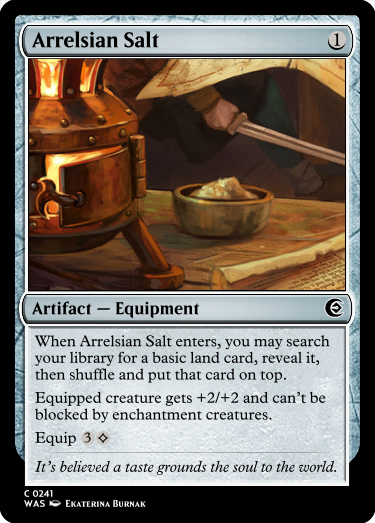 Arrelsian Salt 1
Artifact — Equipment
When Arrelsian Salt enters, you may search
your library for a basic land card, reveal it,
then shuffle and put that card on top.
Equipped creature gets +2/+2 and can't be
blocked by enchantment creatures.
Equip 3
It's believed a taste grounds the soul to the world.
C 0241
WAS Ekaterina Burnak